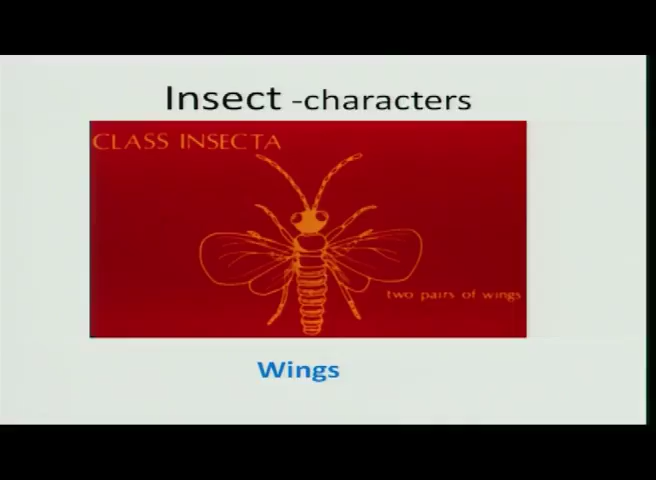 Insect -characters
CLASS INSECTA
two pairs of wings
Wings